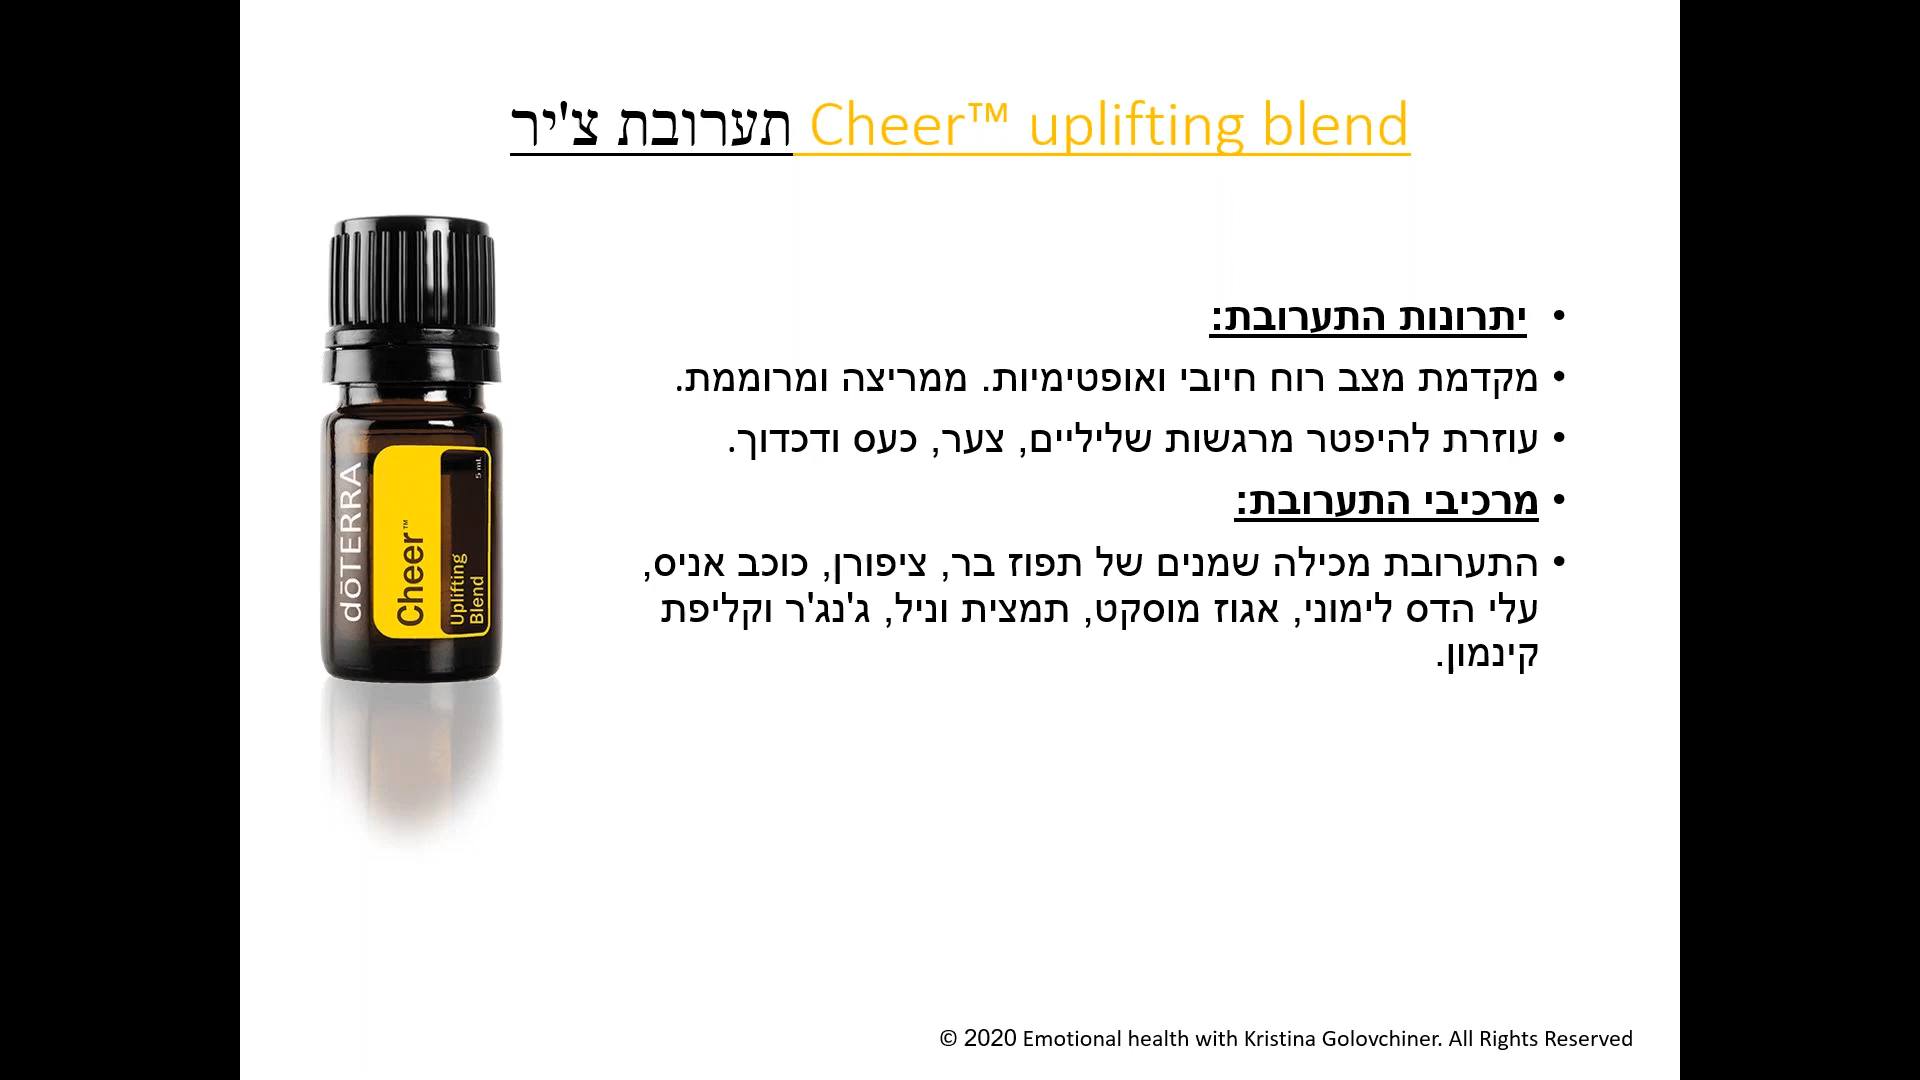 תערובת צ'יר Cheer™ uplifting blend
• יתרונות התערובת:
• מקדמת מצב רוח חיובי ואופטימיות. ממריצה ומרוממת.
• עוזרת להיפטר מרגשות שליליים, צער, כעס ודכדוך.
• מרכיבי התערובת:
• התערובת מכילה שמנים של תפוז בר, ציפורן, כוכב אניס,
עלי הדס לימוני, אגוז מוסקט, תמצית וניל, ג'נג'ר וקליפת
קינמון.
dōTERRA
Cheer™
Uplifting
Blend
5 mL
© 2020 Emotional health with Kristina Golovchiner. All Rights Reserved